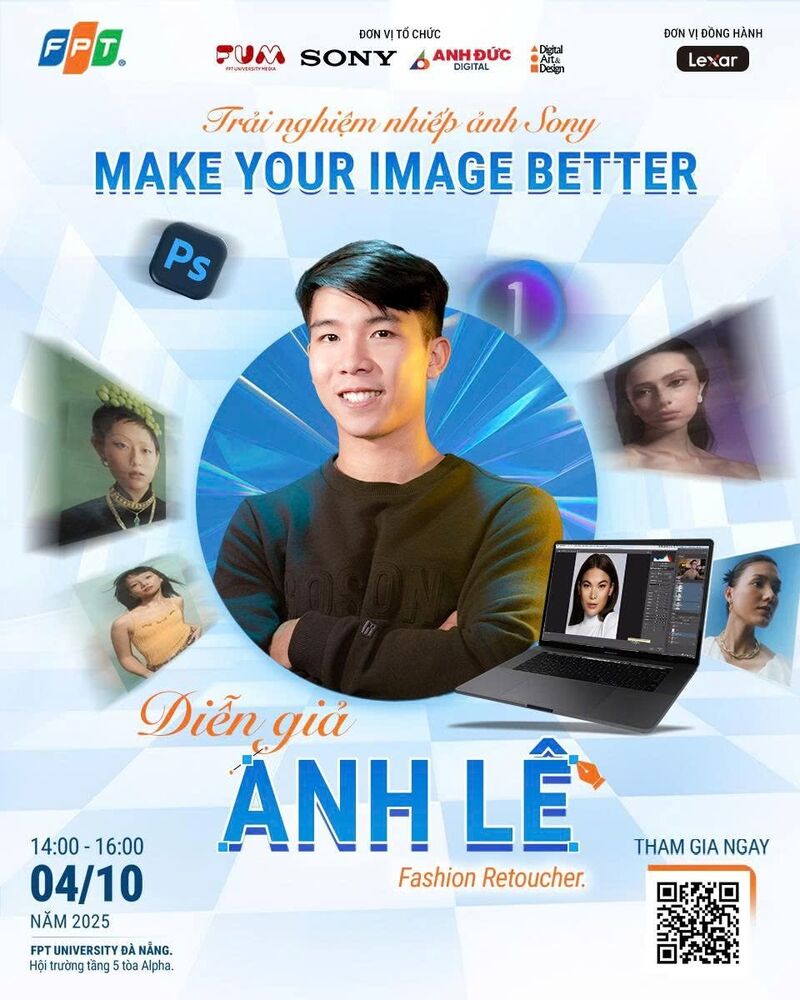 FPT
ĐƠN VỊ TỔ CHỨC
FUM
FPT UNIVERSITY MEDIA
SONY
ANH ĐỨC
DIGITAL
Digital
Art &
Design
ĐƠN VỊ ĐỒNG HÀNH
Lexar
Trải nghiệm nhiếp ảnh Sony
MAKE YOUR IMAGE BETTER
Ps
1
Diễn giả
ÁNH LÊ
Fashion Retoucher.
14:00 - 16:00
04/10
NĂM 2025
FPT UNIVERSITY ĐÀ NẴNG.
Hội trường tầng 5 tòa Alpha.
THAM GIA NGAY